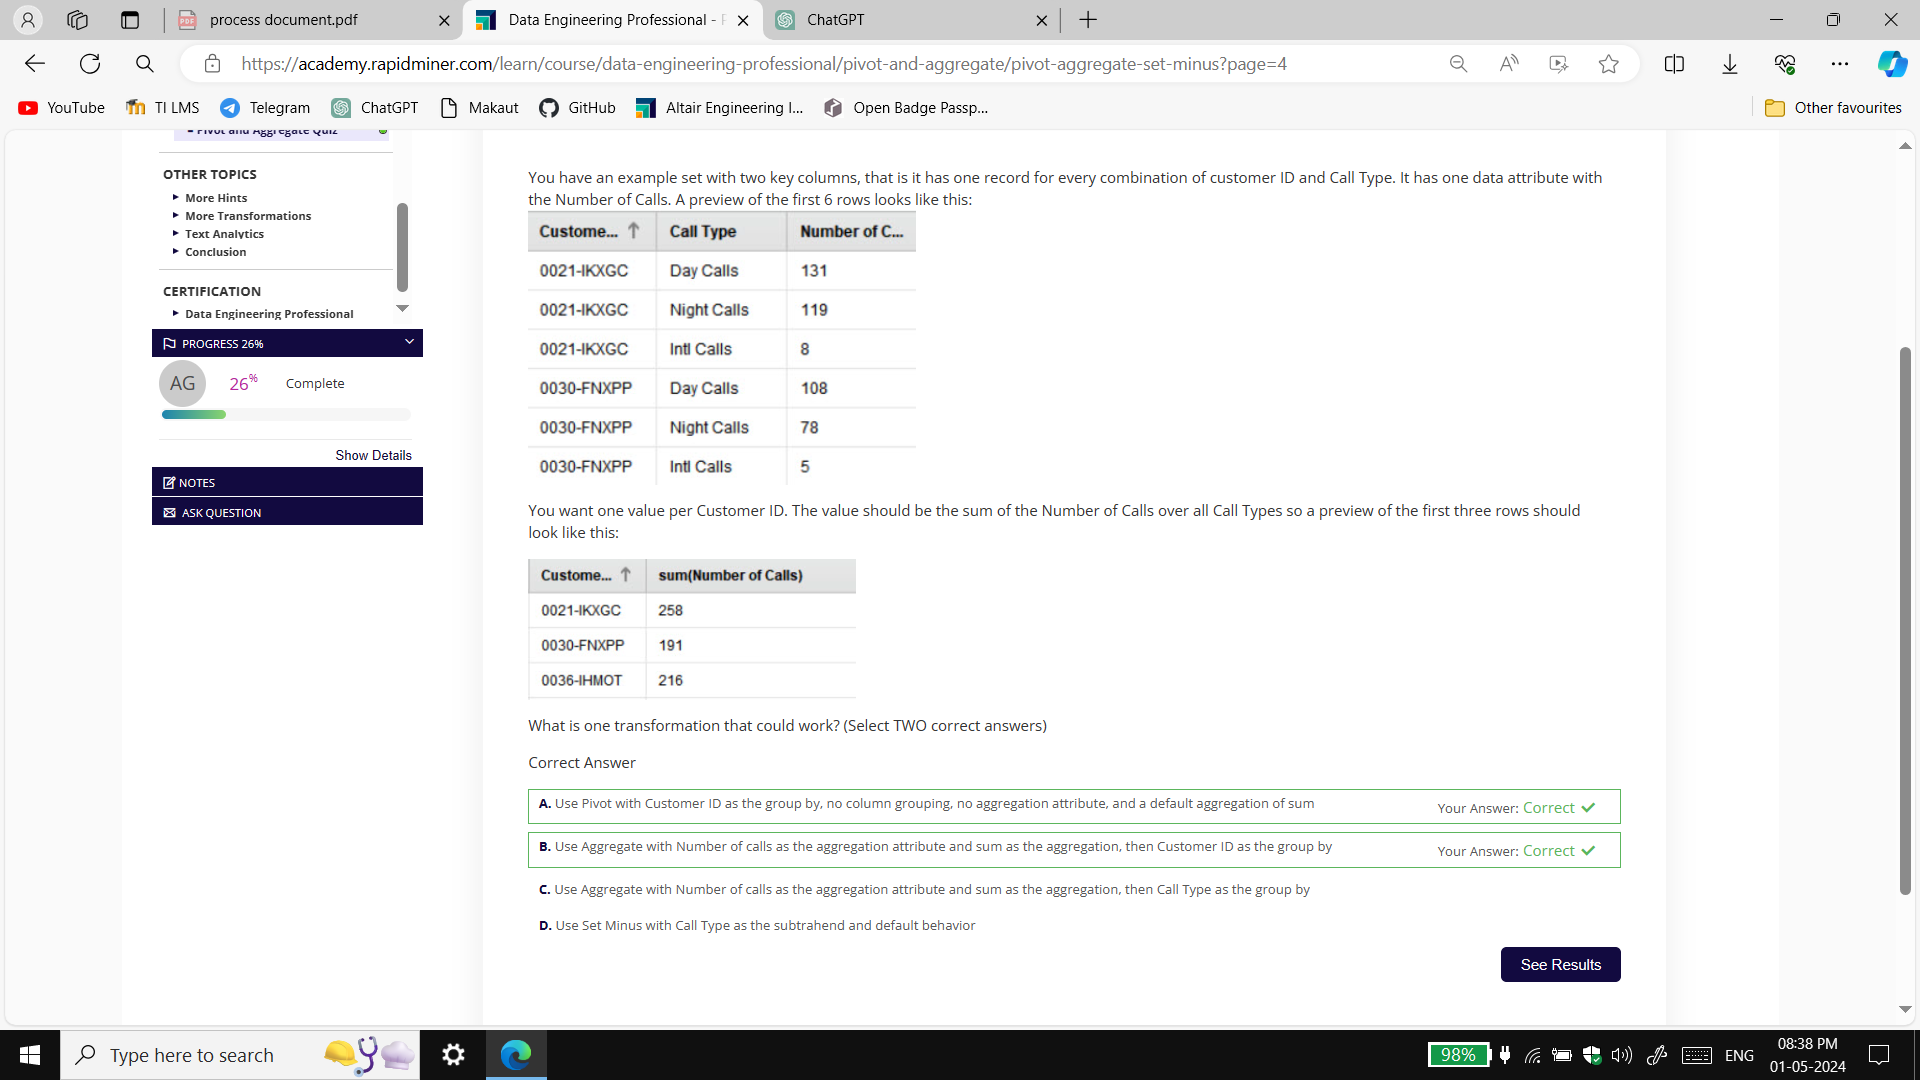 process document.pdf
Data Engineering Professional -
ChatGPT
https://academy.rapidminer.com/learn/course/data-engineering-professional/pivot-and-aggregate/pivot-aggregate-set-minus?page=4
YouTube
TI LMS
Telegram
ChatGPT
Makaut
GitHub
Altair Engineering I...
Open Badge Passp...
Other favourites
Pivot and Aggregate Quiz
OTHER TOPICS
More Hints
More Transformations
Text Analytics
Conclusion
CERTIFICATION
Data Engineering Professional
PROGRESS 26%
AG 26% Complete
Show Details
NOTES
ASK QUESTION
You have an example set with two key columns, that is it has one record for every combination of customer ID and Call Type. It has one data attribute with
the Number of Calls. A preview of the first 6 rows looks like this:
Custome... Call Type Number of C...
0021-IKXGC Day Calls 131
0021-IKXGC Night Calls 119
0021-IKXGC Intl Calls 8
0030-FNXPP Day Calls 108
0030-FNXPP Night Calls 78
0030-FNXPP Intl Calls 5
You want one value per Customer ID. The value should be the sum of the Number of Calls over all Call Types so a preview of the first three rows should
look like this:
Custome... sum(Number of Calls)
0021-IKXGC 258
0030-FNXPP 191
0036-IHMOT 216
What is one transformation that could work? (Select TWO correct answers)
Correct Answer
A. Use Pivot with Customer ID as the group by, no column grouping, no aggregation attribute, and a default aggregation of sum Your Answer: Correct
B. Use Aggregate with Number of calls as the aggregation attribute and sum as the aggregation, then Customer ID as the group by Your Answer: Correct
C. Use Aggregate with Number of calls as the aggregation attribute and sum as the aggregation, then Call Type as the group by
D. Use Set Minus with Call Type as the subtrahend and default behavior
See Results
Type here to search
98%
ENG
08:38 PM
01-05-2024